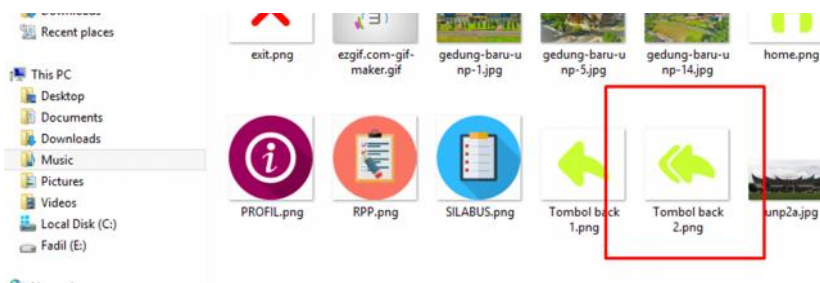 Recent places
This PC
Desktop
Documents
Downloads
Music
Pictures
Videos
Local Disk (C:)
Fadil (E:)
exit.png
ezgif.com-gif-
maker.gif
gedung-baru-u
np-1.jpg
gedung-baru-u
np-5.jpg
gedung-baru-u
np-14.jpg
home.png
PROFIL.png
RPP.png
SILABUS.png
Tombol back
1.png
Tombol back
2.png
unp2a.jpg